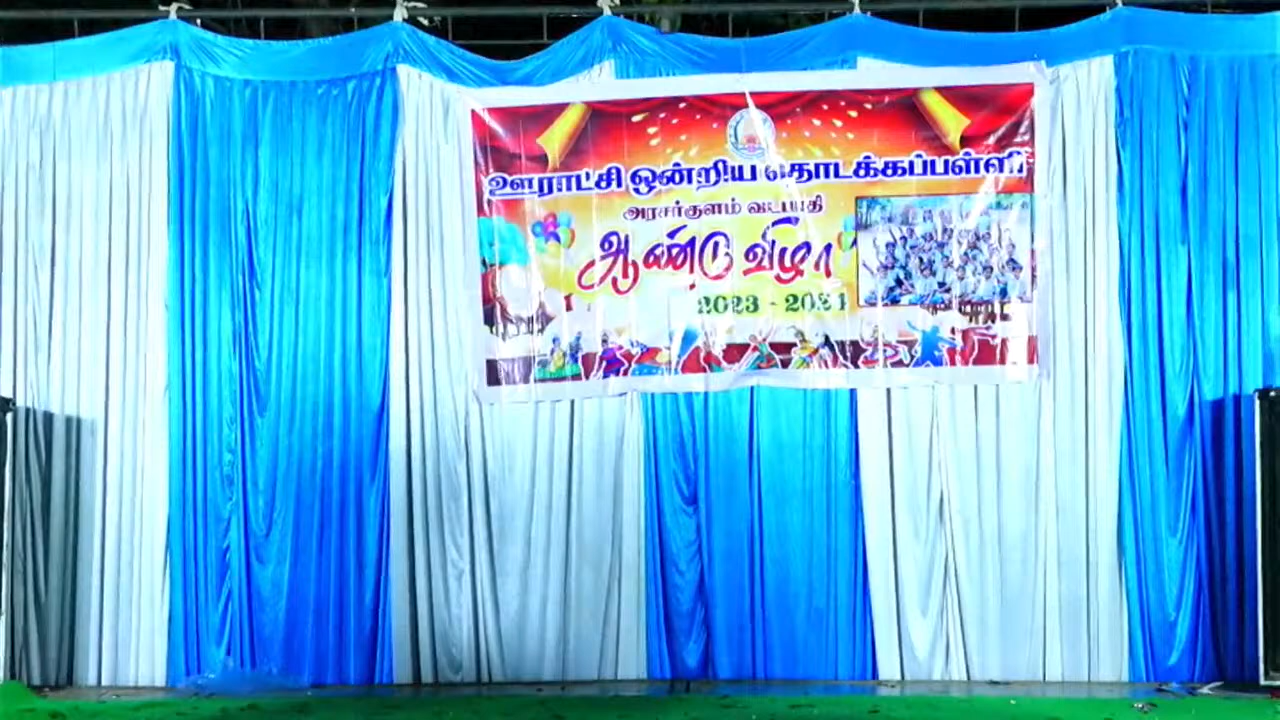 ஊராட்சி ஒன்றிய தொடக்கப்பள்ளி
அரசர்குளம் வடபாதி
ஆண்டு விழா
2023 - 2024